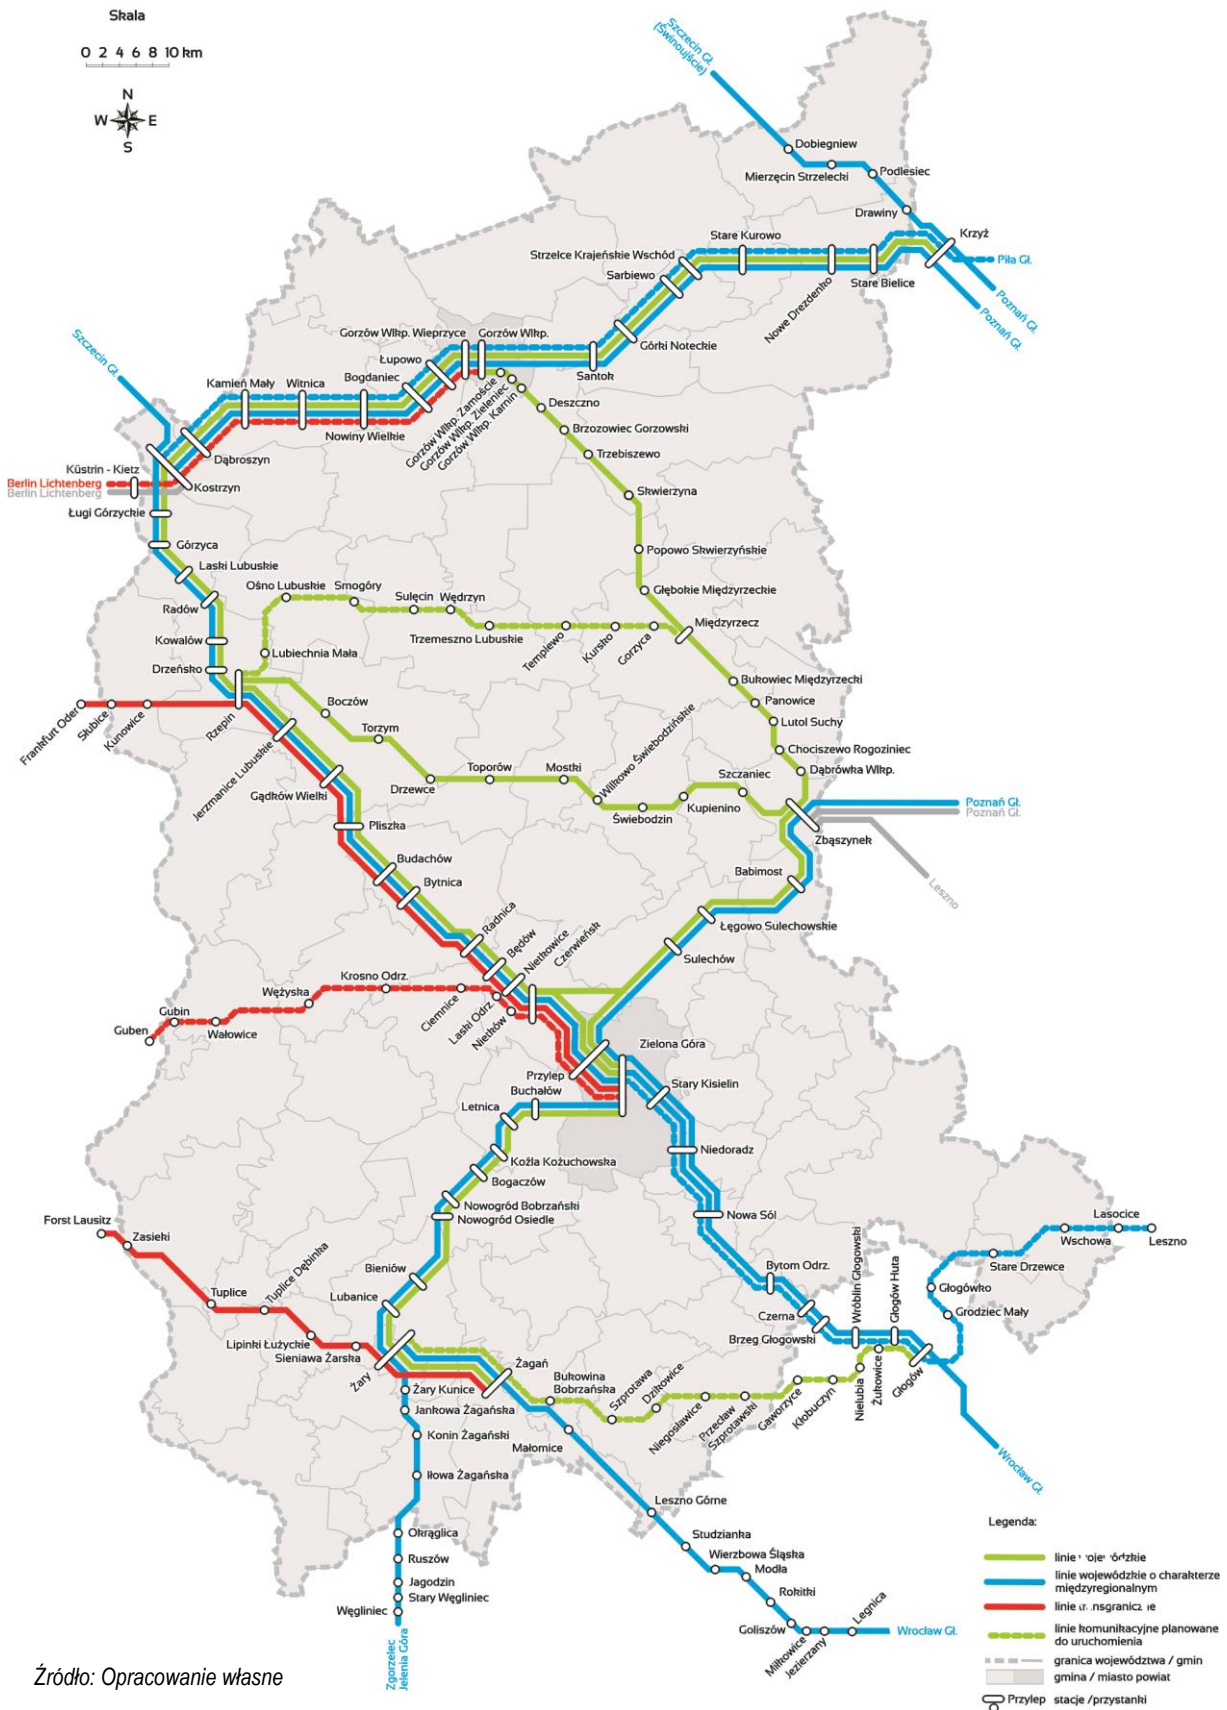 Skala
0 2 4 6 8 10 km
N
W E
S
Szczecin Gł.
(Świnoujście)
Dobiegniew
Mierzęcin Strzelecki
Podlesiec
Drawiny
Krzyż
Stare Kurowo
Strzelce Krajeńskie Wschód
Sarbiewo
Piła Gł.
Stare Bielice
Nowe Drezdenko
Poznań Gł.
Poznań Gł.
Gorzów Wlkp. Wieprzyce
Gorzów Wlkp.
Górki Noteckie
Szczecin Gł.
Łupowo
Santok
Kamień Mały
Witnica
Bogdaniec
Nowiny Wielkie
Gorzów Wlkp. Zamoście
Gorzów Wlkp. Zieleniec
Gorzów Wlkp. Karnin
Deszczno
Brzozowiec Gorzowski
Trzebiszewo
Dąbroszyn
Küstrin - Kietz
Berlin Lichtenberg
Berlin Lichtenberg
Kostrzyn
Skwierzyna
Ługi Górzyckie
Górzyca
Popowo Skwierzyńskie
Laski Lubuskie
Ośno Lubuskie
Smogóry
Sulęcin
Wędrzyn
Głębokie Międzyrzeckie
Radów
Międzyrzecz
Kowalów
Trzemeszno Lubuskie
Templewo
Kursko
Gorzyca
Lubiechnia Mała
Drzeńsko
Bukowiec Międzyrzecki
Panowice
Frankfurt Oder
Słubice
Kunowice
Rzepin
Boczów
Lutol Suchy
Torzym
Jerzmanice Lubuskie
Chociszewo Rogoziniec
Wilkowo Świebodzińskie
Dąbrówka Wlkp.
Toporów
Mostki
Szczaniec
Gądków Wielki
Drzewce
Kupienino
Świebodzin
Poznań Gł.
Poznań Gł.
Pliszka
Zbąszynek
Leszno
Budachów
Babimost
Bytnica
Łęgowo Sulechowskie
Radnica
Będów
Nietkowice
Czerwieńsk
Sulechów
Krosno Odrz.
Wężyska
Ciemnice
Laski Odrz.
Nietków
Gubin
Guben
Wałowice
Zielona Góra
Przylep
Stary Kisielin
Buchałów
Letnica
Niedoradz
Koźla Kożuchowska
Bogaczów
Nowogród Bobrzański
Nowogród Osiedle
Nowa Sól
Forst Lausitz
Zasieki
Lasocice
Wschowa
Leszno
Stare Drzewce
Bieniów
Bytom Odrz.
Wróblin Głogowski
Głogów Huta
Głogówko
Tuplice
Tuplice Dębinka
Lubanice
Czerna
Grodziec Mały
Brzeg Głogowski
Lipinki Łużyckie
Sieniawa Żarska
Żary
Żagań
Bukowina
Bobrzańska
Szprotawa
Dzikowice
Niegosławice
Przecław
Szprotawski
Gaworzyce
Kłobuczyn
Nielubia
Żukowice
Głogów
Żary Kunice
Jankowa Żagańska
Konin Żagański
Małomice
Wrocław Gł.
Iłowa Żagańska
Leszno Górne
Okrąglica
Studzianka
Ruszów
Wierzbowa Śląska
Modła
Jagodzin
Rokitki
Stary Węgliniec
Węgliniec
Goliszów
Miłkowice
Jezierzany
Legnica
Wrocław Gł.
Zgorzelec
Jelenia Góra
Legenda:
linie
linie wojewódzkie o charakterze
międzyregionalnym
linie
linie komunikacyjne planowane
do uruchomienia
granica województwa / gmin
gmina / miasto powiat
Przylep stacje /przystanki
Źródło: Opracowanie własne